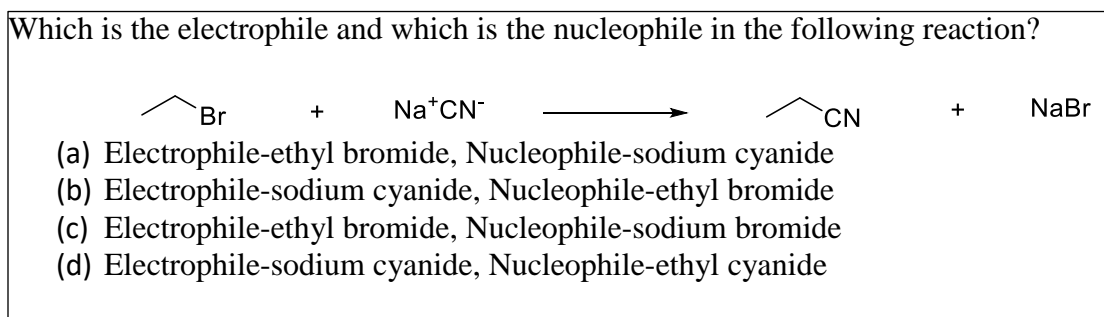 Which is the electrophile and which is the nucleophile in the following reaction?
Br + Na⁺CN⁻ CN + NaBr
(a) Electrophile-ethyl bromide, Nucleophile-sodium cyanide
(b) Electrophile-sodium cyanide, Nucleophile-ethyl bromide
(c) Electrophile-ethyl bromide, Nucleophile-sodium bromide
(d) Electrophile-sodium cyanide, Nucleophile-ethyl cyanide